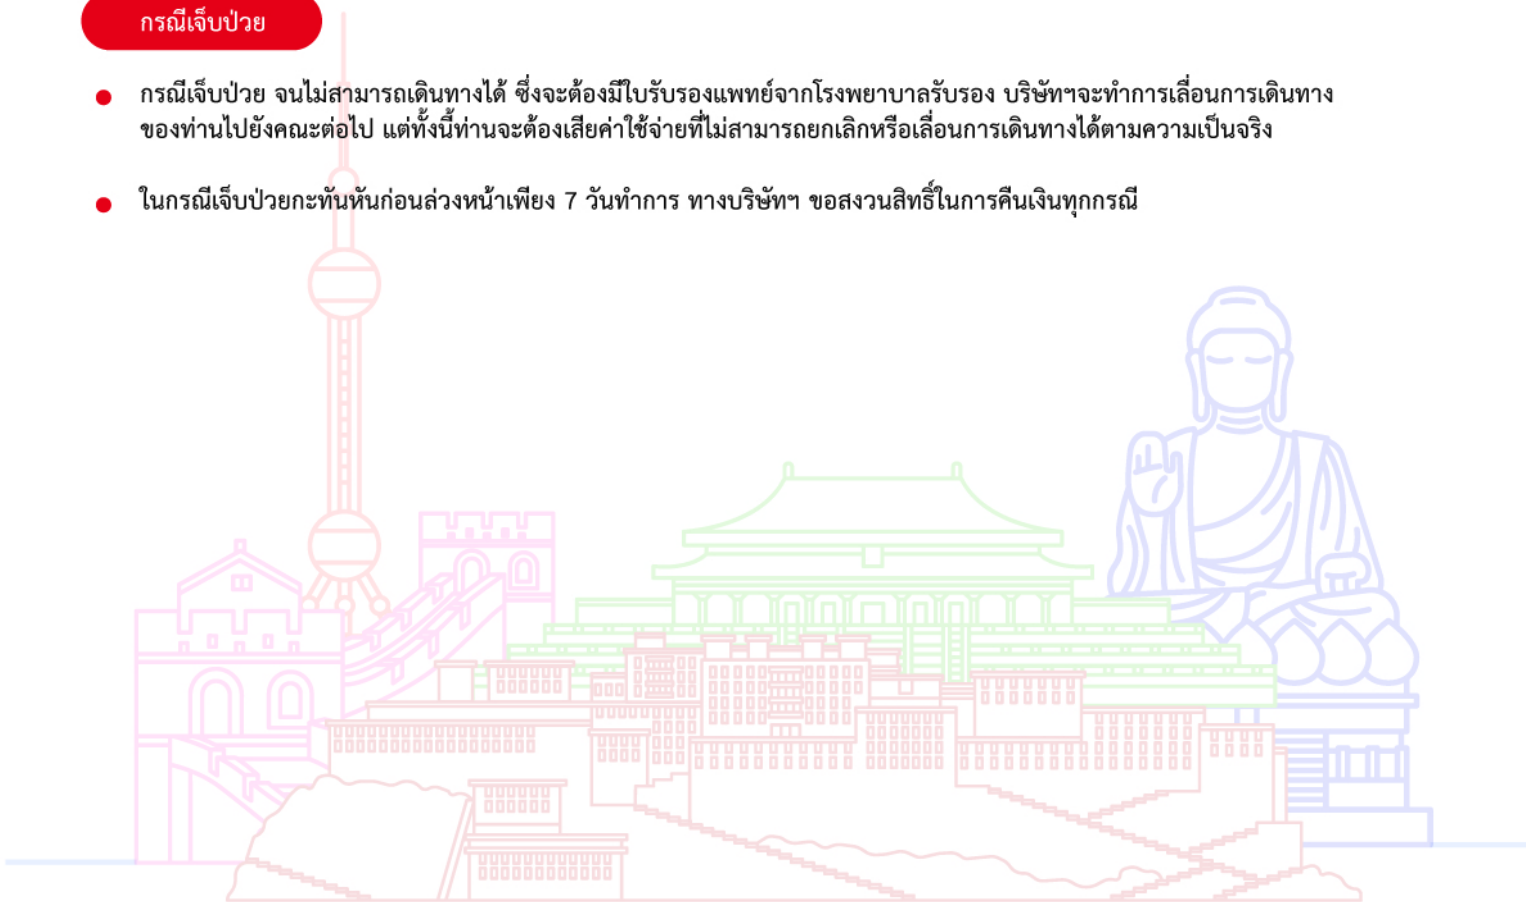 กรณีเจ็บป่วย
กรณีเจ็บป่วย จนไม่สามารถเดินทางได้ ซึ่งจะต้องมีใบรับรองแพทย์จากโรงพยาบาลรับรอง บริษัทฯจะทำการเลื่อนการเดินทาง
ของท่านไปยังคณะต่อไป แต่ทั้งนี้ท่านจะต้องเสียค่าใช้จ่ายที่ไม่สามารถยกเลิกหรือเลื่อนการเดินทางได้ตามความเป็นจริง
ในกรณีเจ็บป่วยกะทันหันก่อนล่วงหน้าเพียง 7 วันทำการ ทางบริษัทฯ ขอสงวนสิทธิ์ในการคืนเงินทุกกรณี